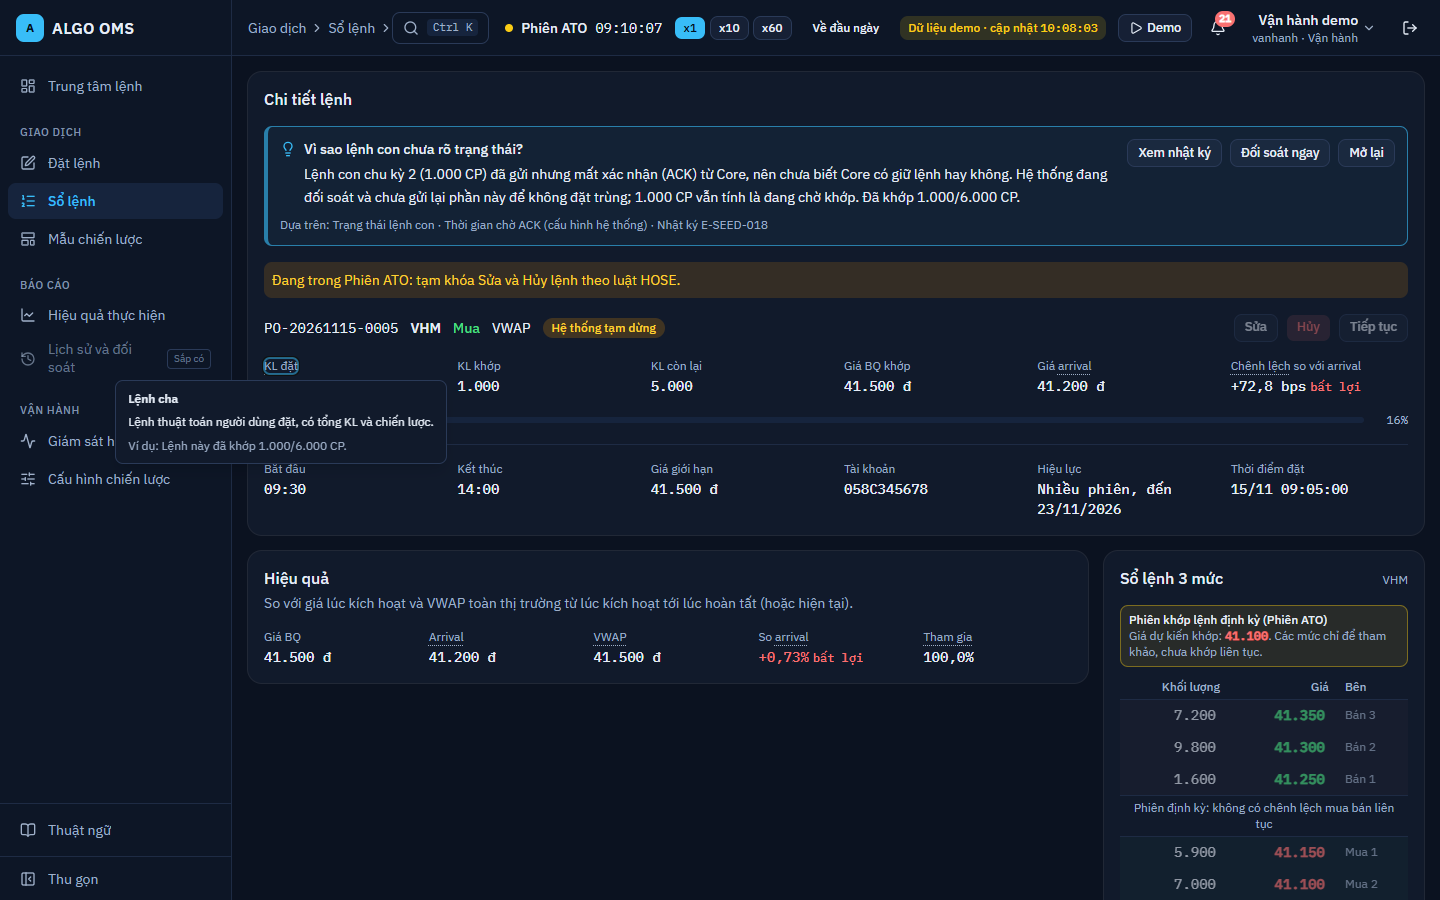 A ALGO OMS
Giao dịch > Sổ lệnh >
Ctrl K
Phiên ATO 09:10:07
x1 x10 x60
Về đầu ngày
Dữ liệu demo · cập nhật 10:08:03
Demo
21
Vận hành demo
vanhanh · Vận hành
Trung tâm lệnh
GIAO DỊCH
Đặt lệnh
Sổ lệnh
Mẫu chiến lược
BÁO CÁO
Hiệu quả thực hiện
Lịch sử và đối
soát
Sắp có
VẬN HÀNH
Giám sát h
Cấu hình chiến lược
Thuật ngữ
Thu gọn
Chi tiết lệnh
Vì sao lệnh con chưa rõ trạng thái?
Lệnh con chu kỳ 2 (1.000 CP) đã gửi nhưng mất xác nhận (ACK) từ Core, nên chưa biết Core có giữ lệnh hay không. Hệ thống đang
đối soát và chưa gửi lại phần này để không đặt trùng; 1.000 CP vẫn tính là đang chờ khớp. Đã khớp 1.000/6.000 CP.
Dựa trên: Trạng thái lệnh con · Thời gian chờ ACK (cấu hình hệ thống) · Nhật ký E-SEED-018
Xem nhật ký Đối soát ngay Mở lại
Đang trong Phiên ATO: tạm khóa Sửa và Hủy lệnh theo luật HOSE.
PO-20261115-0005 VHM Mua VWAP Hệ thống tạm dừng
Sửa Hủy Tiếp tục
KL đặt KL khớp KL còn lại Giá BQ khớp Giá arrival Chênh lệch so với arrival
1.000 5.000 41.500 đ 41.200 đ +72,8 bps bất lợi
Lệnh cha
Lệnh thuật toán người dùng đặt, có tổng KL và chiến lược.
Ví dụ: Lệnh này đã khớp 1.000/6.000 CP.
16%
Bắt đầu Kết thúc Giá giới hạn Tài khoản Hiệu lực Thời điểm đặt
09:30 14:00 41.500 đ 058C345678 Nhiều phiên, đến 15/11 09:05:00
23/11/2026
Hiệu quả
So với giá lúc kích hoạt và VWAP toàn thị trường từ lúc kích hoạt tới lúc hoàn tất (hoặc hiện tại).
Giá BQ Arrival VWAP So arrival Tham gia
41.500 đ 41.200 đ 41.500 đ +0,73% bất lợi 100,0%
Sổ lệnh 3 mức
VHM
Phiên khớp lệnh định kỳ (Phiên ATO)
Giá dự kiến khớp: 41.100. Các mức chỉ để tham
khảo, chưa khớp liên tục.
Khối lượng Giá Bên
7.200 41.350 Bán 3
9.800 41.300 Bán 2
1.600 41.250 Bán 1
Phiên định kỳ: không có chênh lệch mua bán liên
tục
5.900 41.150 Mua 1
7.000 41.100 Mua 2